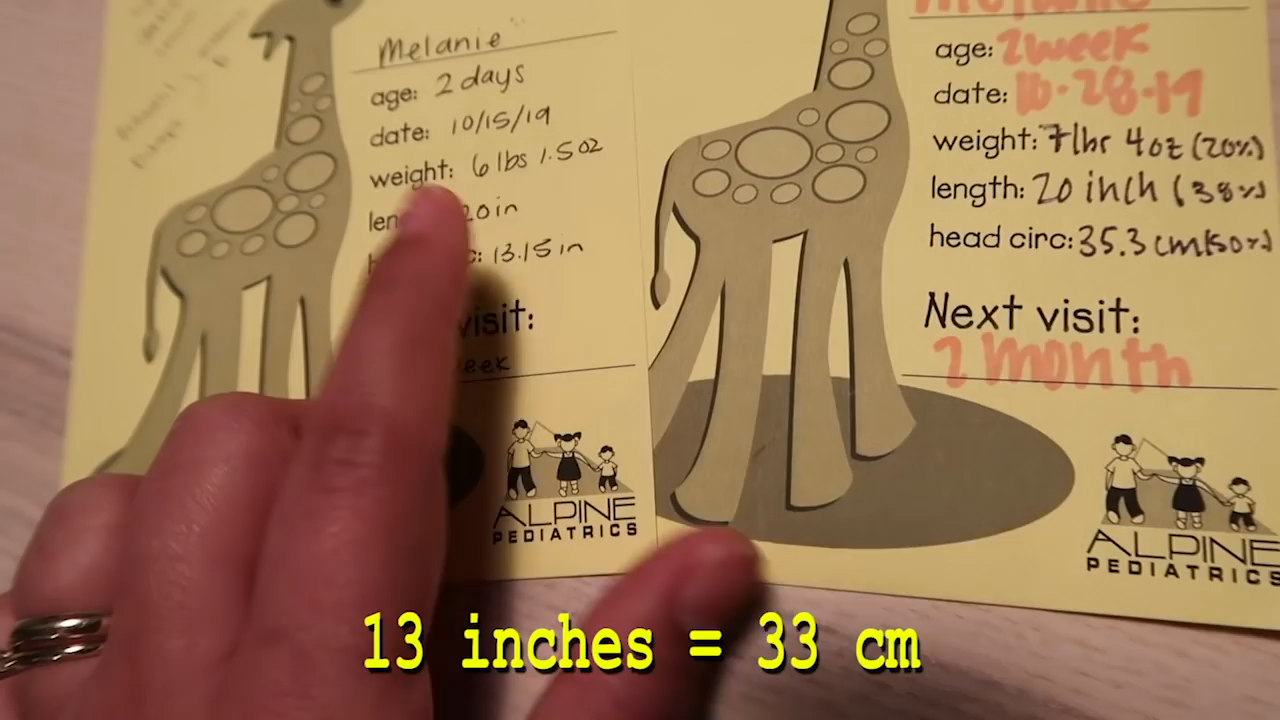 Melanie
age: 2 days
date: 10/15/19
weight: 6 lbs 1.5 oz
20 in
13.15 in
visit:
ALPINE
PEDIATRICS
Melanie
age: 2 week
date: 10-28-19
weight: 7 lbr 4 oz (20%)
length: 20 inch (38%)
head circ: 35.3 cm (50%)
Next visit:
2 month
ALPINE
PEDIATRICS
13 inches = 33 cm